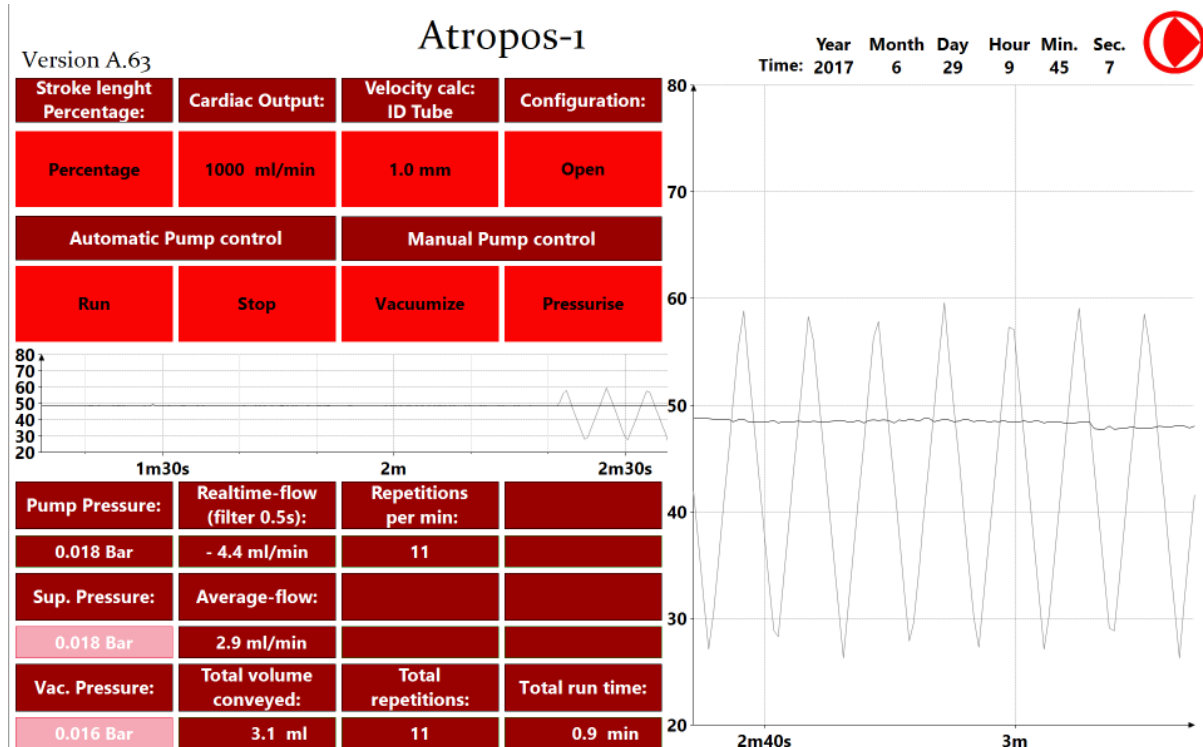 Atropos-1
Version A.63
Year Month Day Hour Min. Sec.
Time: 2017 6 29 9 45 7
Stroke lenght
Percentage:
Cardiac Output:
Velocity calc:
ID Tube
Configuration:
Percentage
1000 ml/min
1.0 mm
Open
Automatic Pump control
Manual Pump control
Run
Stop
Vacuumize
Pressurise
80
70
60
50
40
30
20
1m30s
2m
2m30s
Pump Pressure:
Realtime-flow
(filter 0.5s):
Repetitions
per min:
0.018 Bar
- 4.4 ml/min
11
Sup. Pressure:
Average-flow:
0.018 Bar
2.9 ml/min
Vac. Pressure:
Total volume
conveyed:
Total
repetitions:
Total run time:
0.016 Bar
3.1 ml
11
0.9 min
80
70
60
50
40
30
20
2m40s
3m